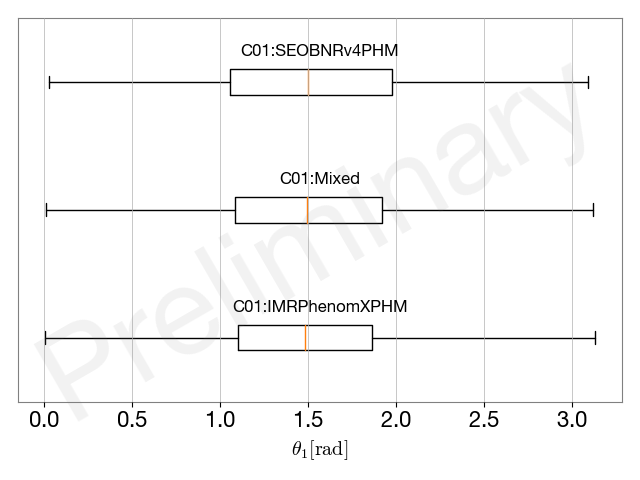 C01:SEOBNRv4PHM
C01:Mixed
C01:IMRPhenomXPHM
Preliminary
0.0 0.5 1.0 1.5 2.0 2.5 3.0
θ₁[rad]